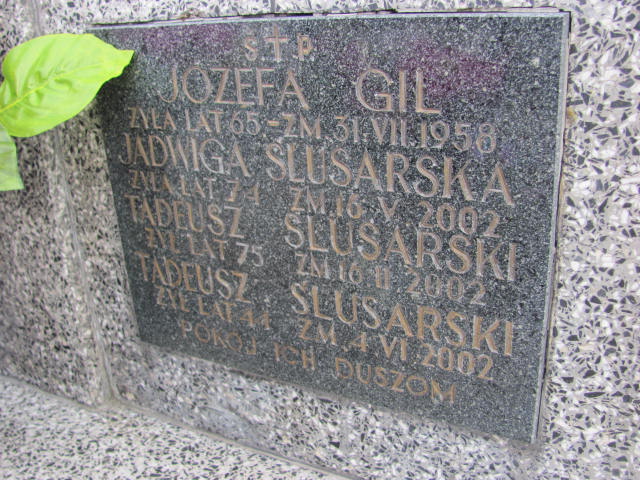 Ś.T.P.
JÓZEFA GIL
ŻYŁA LAT 65 - ZM. 31.VII.1958
JADWIGA ŚLUSARSKA
ŻYŁA LAT 74 ZM 16.V.2002
TADEUSZ ŚLUSARSKI
ŻYŁ LAT 75 ZM 16 II 2002
TADEUSZ ŚLUSARSKI
ŻYŁ LAT 44 ZM. 4 VI 2002
POKÓJ ICH DUSZOM